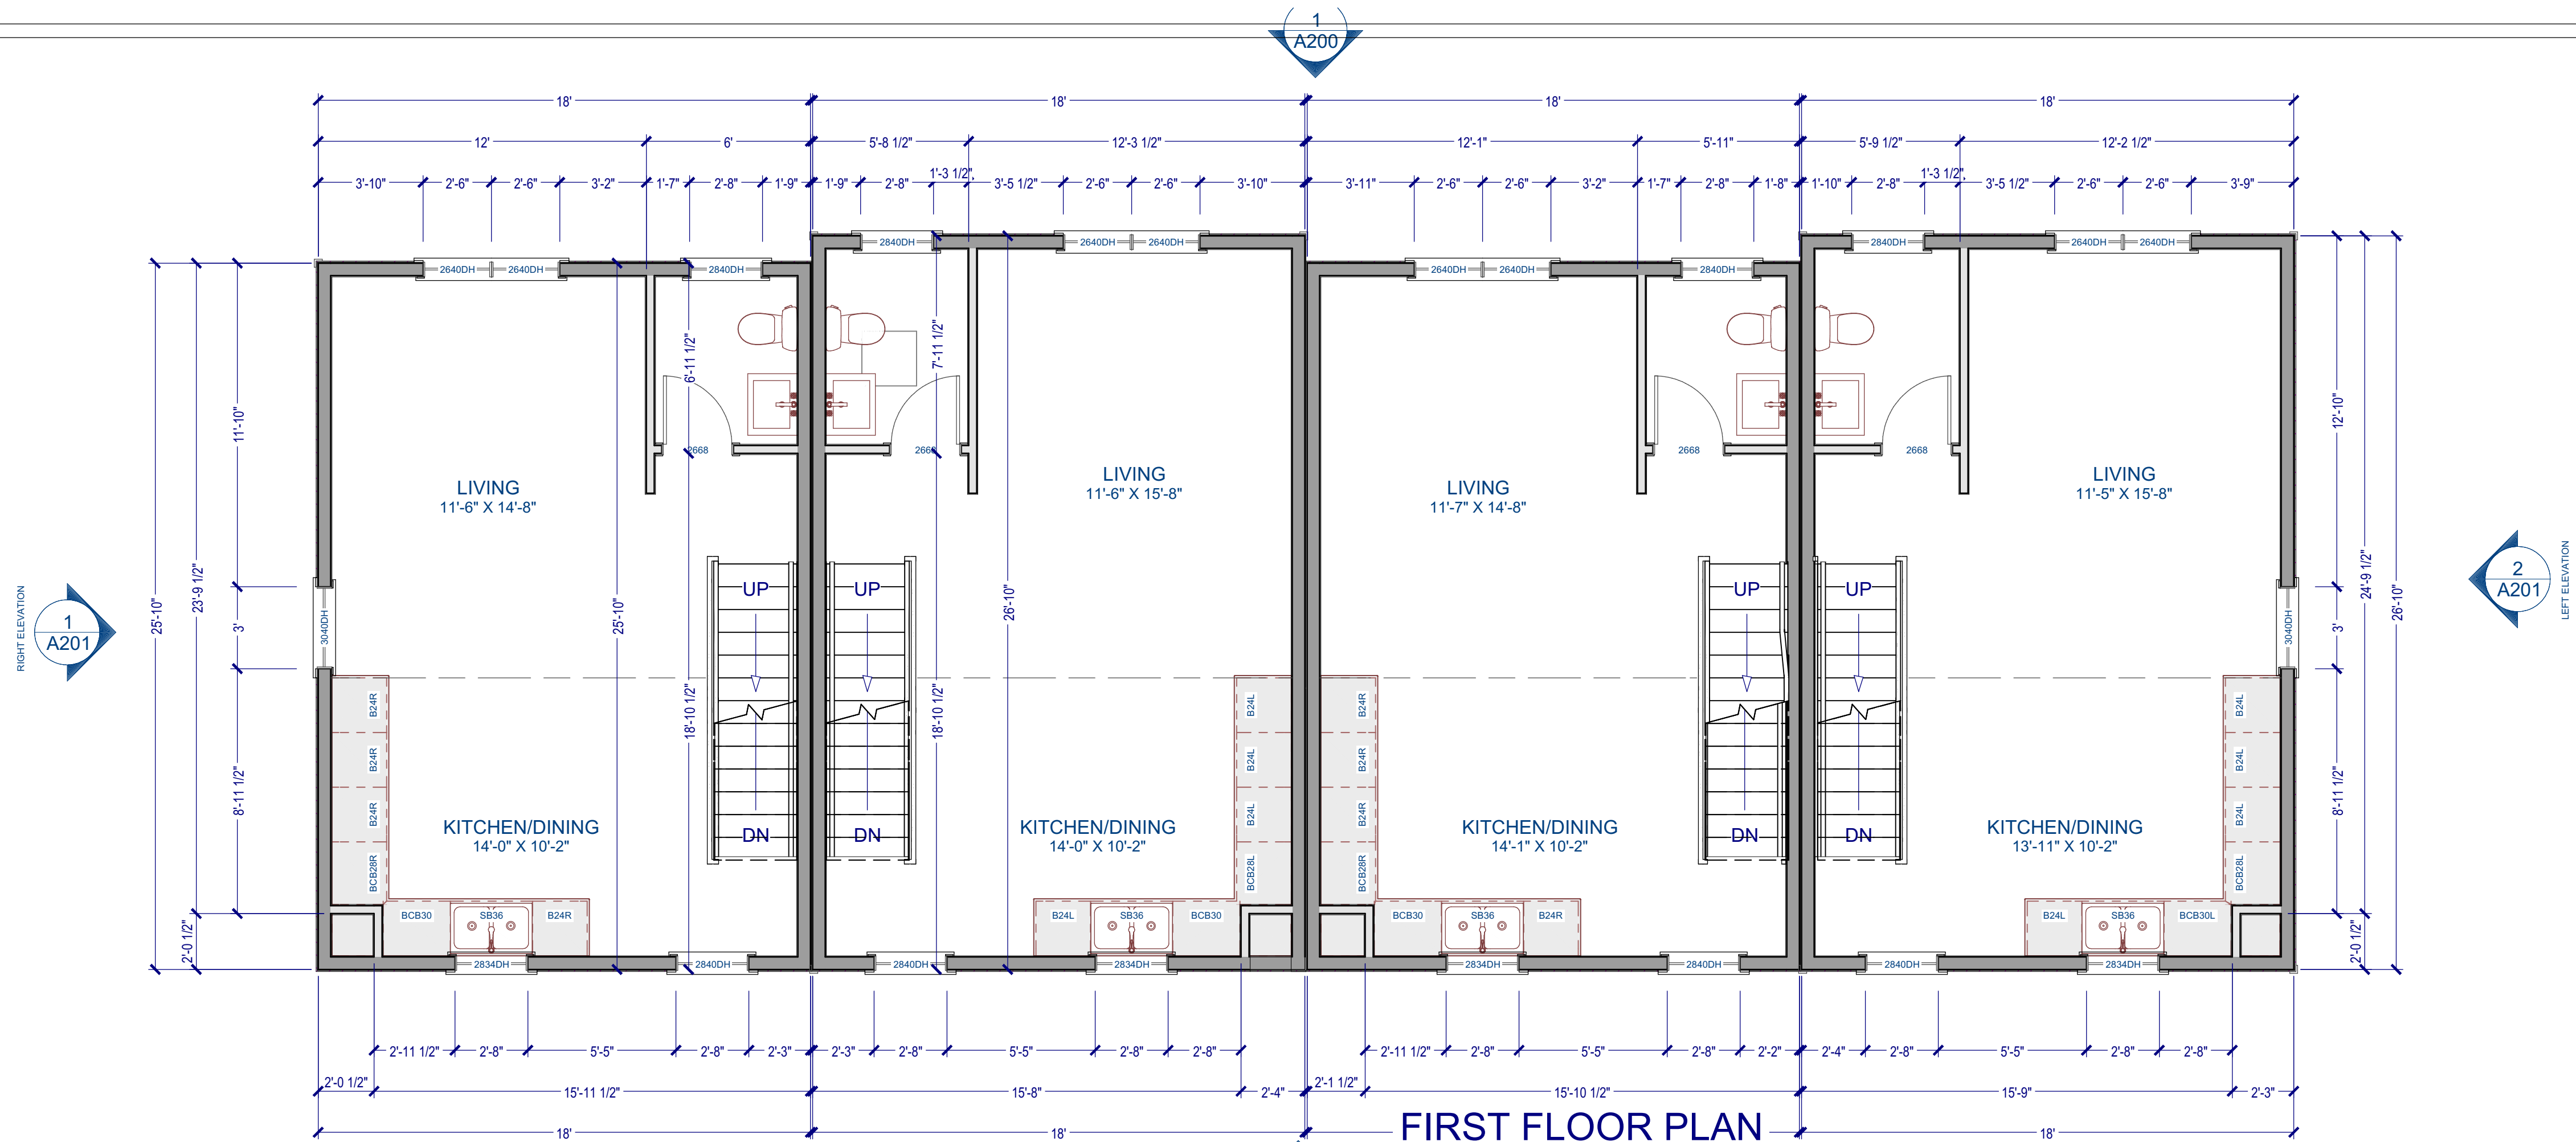 1
A200
18' 18' 18' 18'
12' 6' 5'-8 1/2" 12'-3 1/2" 12'-1" 5'-11" 5'-9 1/2" 12'-2 1/2"
3'-10" 2'-6" 2'-6" 3'-2" 1'-7" 2'-8" 1'-9" 1'-9" 2'-8" 1'-3 1/2" 3'-5 1/2" 2'-6" 2'-6" 3'-10" 3'-11" 2'-6" 2'-6" 3'-2" 1'-7" 2'-8" 1'-8" 1'-10" 2'-8" 1'-3 1/2" 3'-5 1/2" 2'-6" 2'-6" 3'-9"
2840DH 2640DH 2640DH 2840DH 2640DH 2640DH
2640DH 2640DH 2840DH 2640DH 2640DH 2840DH
6'-11 1/2" 7'-11 1/2"
11'-10" 12'-10"
2668 2668 2668 2668
LIVING
11'-6" X 14'-8"
LIVING
11'-6" X 15'-8"
LIVING
11'-7" X 14'-8"
LIVING
11'-5" X 15'-8"
UP UP UP UP
RIGHT ELEVATION
1
A201
25'-10"
23'-9 1/2"
3'
3040DH
25'-10"
26'-10"
3040DH
3'
24'-9 1/2"
26'-10"
2
A201
LEFT ELEVATION
8'-11 1/2"
18'-10 1/2"
18'-10 1/2"
8'-11 1/2"
B24R B24L B24R B24L
B24R B24L B24R B24L
B24R B24L B24R B24L
BCB28R BCB28L BCB28R BCB28L
DN DN DN DN
KITCHEN/DINING
14'-0" X 10'-2"
KITCHEN/DINING
14'-0" X 10'-2"
KITCHEN/DINING
14'-1" X 10'-2"
KITCHEN/DINING
13'-11" X 10'-2"
BCB30 SB36 B24R B24L SB36 BCB30 BCB30 SB36 B24R B24L SB36 BCB30L
2'-0 1/2" 2'-0 1/2"
2834DH 2840DH 2840DH 2834DH 2834DH 2840DH 2840DH 2834DH
2'-11 1/2" 2'-8" 5'-5" 2'-8" 2'-3" 2'-3" 2'-8" 5'-5" 2'-8" 2'-8" 2'-11 1/2" 2'-8" 5'-5" 2'-8" 2'-2" 2'-4" 2'-8" 5'-5" 2'-8" 2'-8"
2'-0 1/2" 15'-11 1/2" 15'-8" 2'-4" 2'-1 1/2" 15'-10 1/2" 15'-9" 2'-3"
FIRST FLOOR PLAN
18' 18' 18'